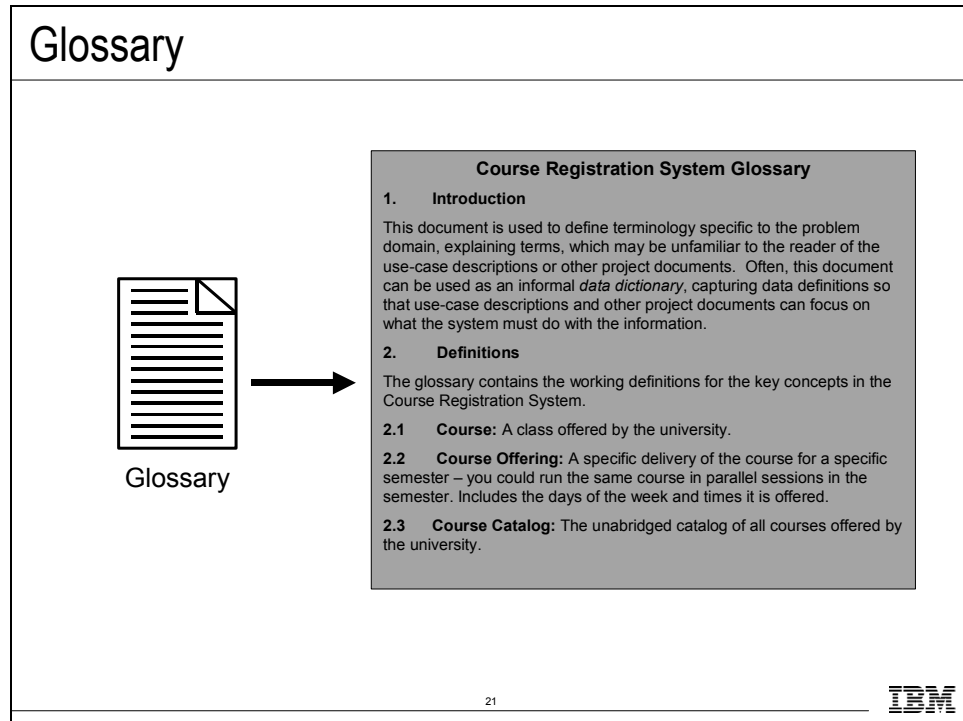 Glossary
Course Registration System Glossary
1. Introduction
This document is used to define terminology specific to the problem
domain, explaining terms, which may be unfamiliar to the reader of the
use-case descriptions or other project documents. Often, this document
can be used as an informal data dictionary, capturing data definitions so
that use-case descriptions and other project documents can focus on
what the system must do with the information.
2. Definitions
The glossary contains the working definitions for the key concepts in the
Course Registration System.
2.1 Course: A class offered by the university.
2.2 Course Offering: A specific delivery of the course for a specific
semester – you could run the same course in parallel sessions in the
semester. Includes the days of the week and times it is offered.
2.3 Course Catalog: The unabridged catalog of all courses offered by
the university.
Glossary
21
IBM